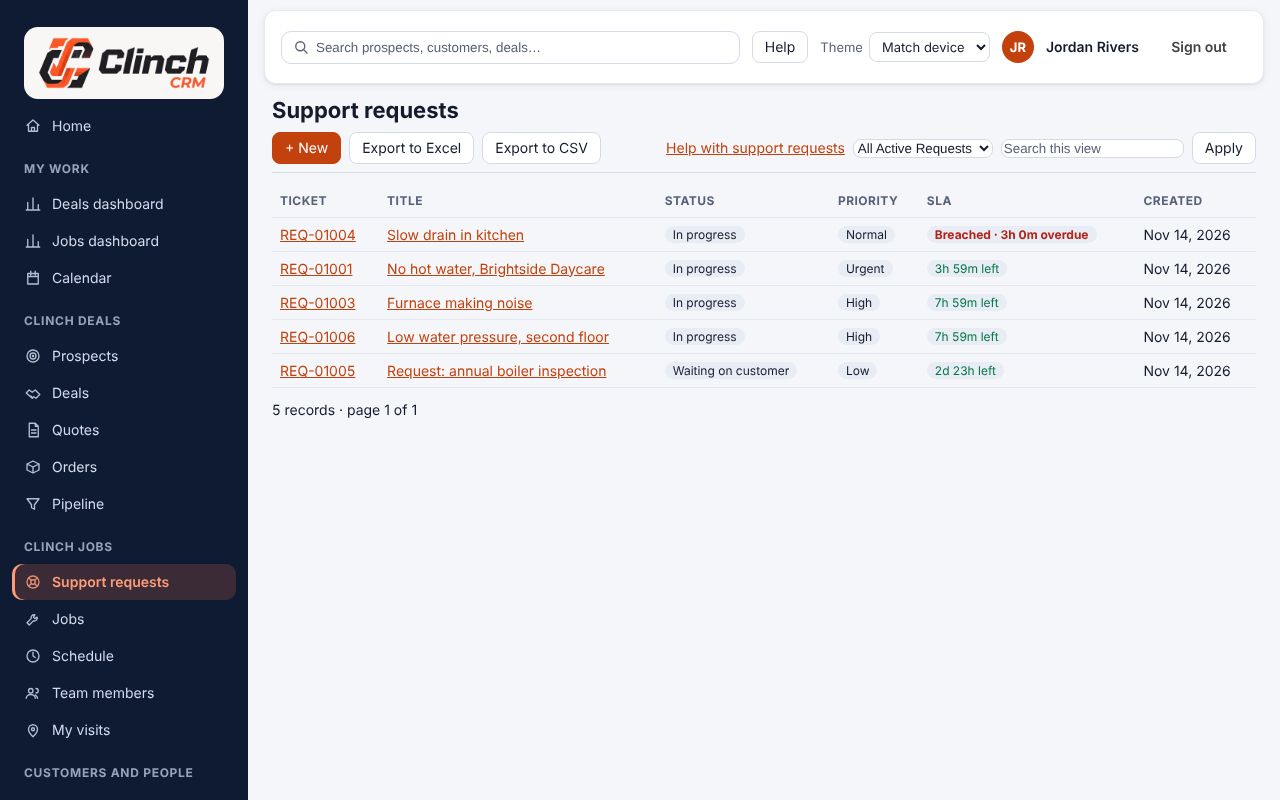 Clinch
CRM
Home
MY WORK
Deals dashboard
Jobs dashboard
Calendar
CLINCH DEALS
Prospects
Deals
Quotes
Orders
Pipeline
CLINCH JOBS
Support requests
Jobs
Schedule
Team members
My visits
CUSTOMERS AND PEOPLE
Search prospects, customers, deals… Help Theme Match device JR Jordan Rivers Sign out
Support requests
+ New Export to Excel Export to CSV Help with support requests All Active Requests Search this view Apply
TICKET TITLE STATUS PRIORITY SLA CREATED
REQ-01004 Slow drain in kitchen In progress Normal Breached · 3h 0m overdue Nov 14, 2026
REQ-01001 No hot water, Brightside Daycare In progress Urgent 3h 59m left Nov 14, 2026
REQ-01003 Furnace making noise In progress High 7h 59m left Nov 14, 2026
REQ-01006 Low water pressure, second floor In progress High 7h 59m left Nov 14, 2026
REQ-01005 Request: annual boiler inspection Waiting on customer Low 2d 23h left Nov 14, 2026
5 records · page 1 of 1